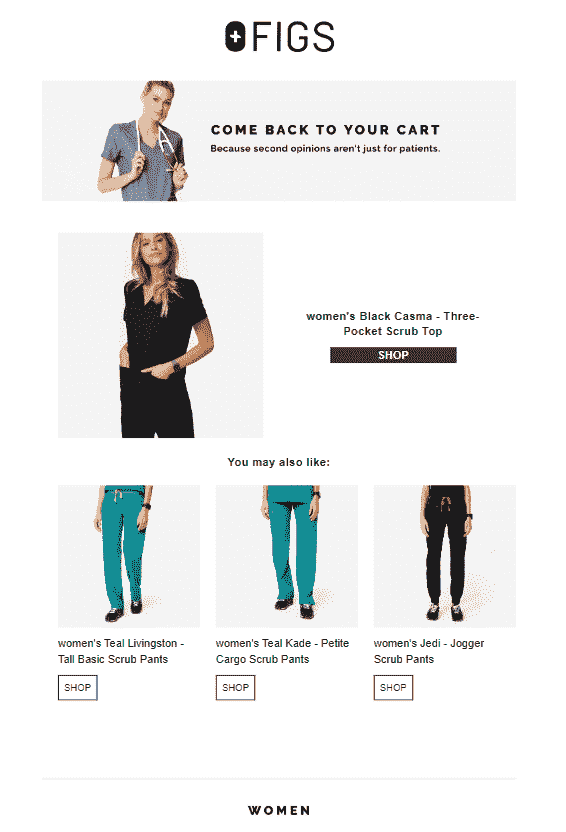 FIGS
COME BACK TO YOUR CART
Because second opinions aren't just for patients.
women's Black Casma - Three-
Pocket Scrub Top
SHOP
You may also like:
women's Teal Livingston -
Tall Basic Scrub Pants
SHOP
women's Teal Kade - Petite
Cargo Scrub Pants
SHOP
women's Jedi - Jogger
Scrub Pants
SHOP
WOMEN